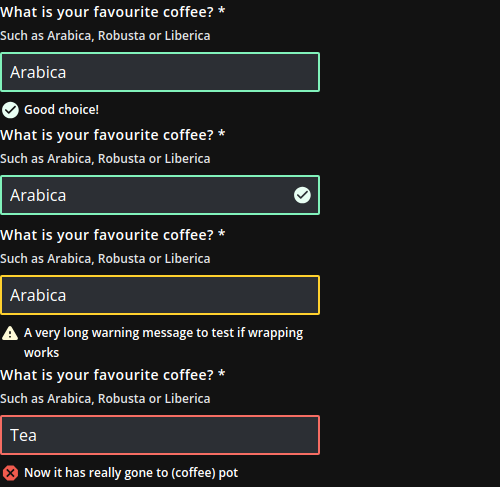 What is your favourite coffee? *
Such as Arabica, Robusta or Liberica
Arabica
Good choice!
What is your favourite coffee? *
Such as Arabica, Robusta or Liberica
Arabica
What is your favourite coffee? *
Such as Arabica, Robusta or Liberica
Arabica
A very long warning message to test if wrapping
works
What is your favourite coffee? *
Such as Arabica, Robusta or Liberica
Tea
Now it has really gone to (coffee) pot